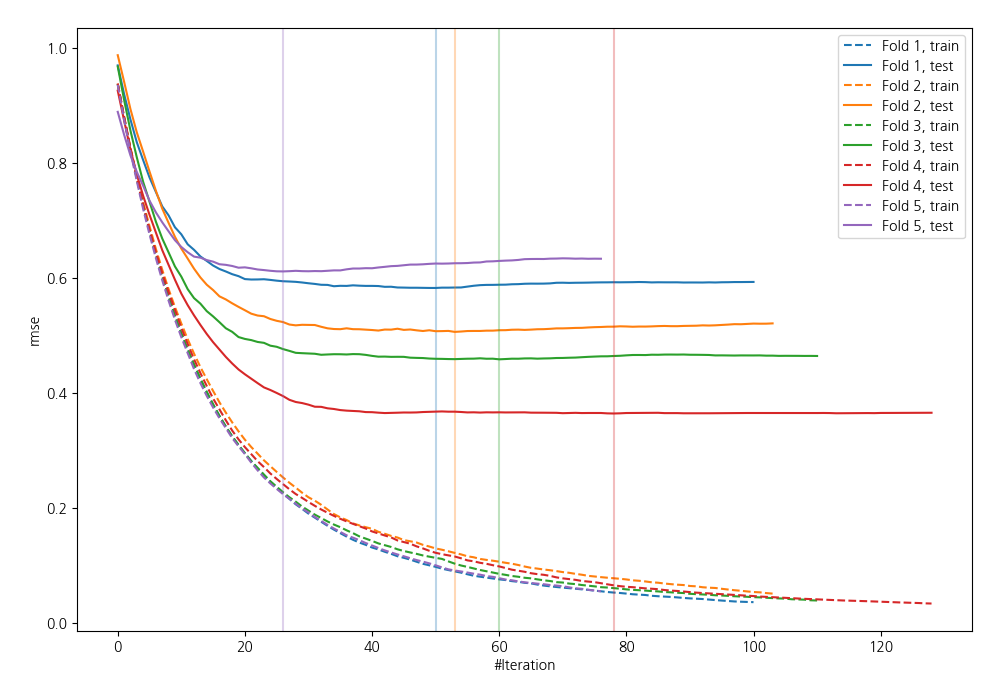 1.0
0.8
0.6
0.4
0.2
0.0
rmse
0 20 40 60 80 100 120
#Iteration
Fold 1, train
Fold 1, test
Fold 2, train
Fold 2, test
Fold 3, train
Fold 3, test
Fold 4, train
Fold 4, test
Fold 5, train
Fold 5, test